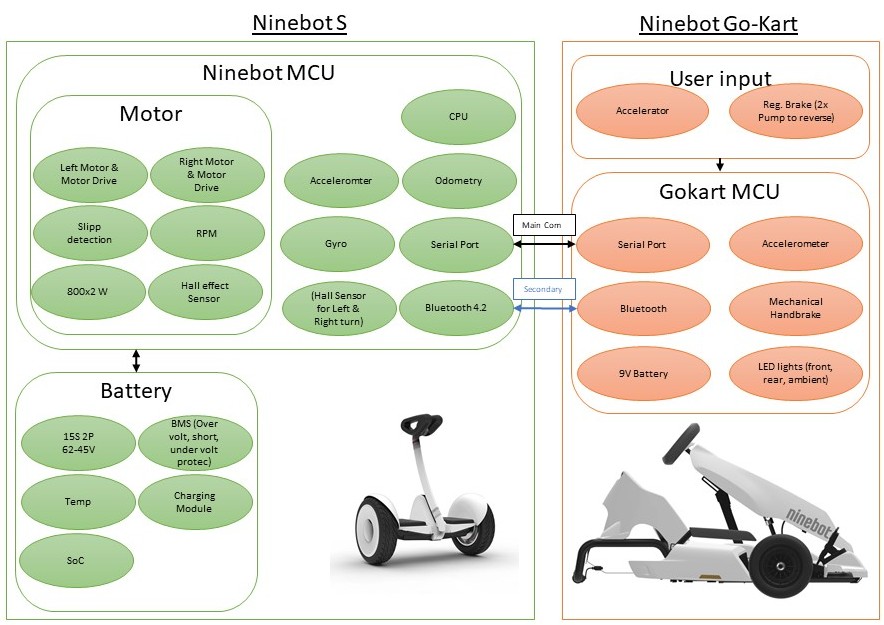 Ninebot S
Ninebot MCU
Motor
Left Motor &
Motor Drive
Right Motor
& Motor
Drive
Slipp
detection
RPM
800x2 W
Hall effect
Sensor
CPU
Acceleromter
Odometry
Gyro
Serial Port
(Hall Sensor
for Left &
Right turn)
Bluetooth 4.2
Battery
15S 2P
62-45V
BMS (Over
volt, short,
under volt
protec)
Temp
Charging
Module
SoC
Main Com
Secondary
Ninebot Go-Kart
User input
Accelerator
Reg. Brake (2x
Pump to reverse)
Gokart MCU
Serial Port
Accelerometer
Bluetooth
Mechanical
Handbrake
9V Battery
LED lights (front,
rear, ambient)
ninebot